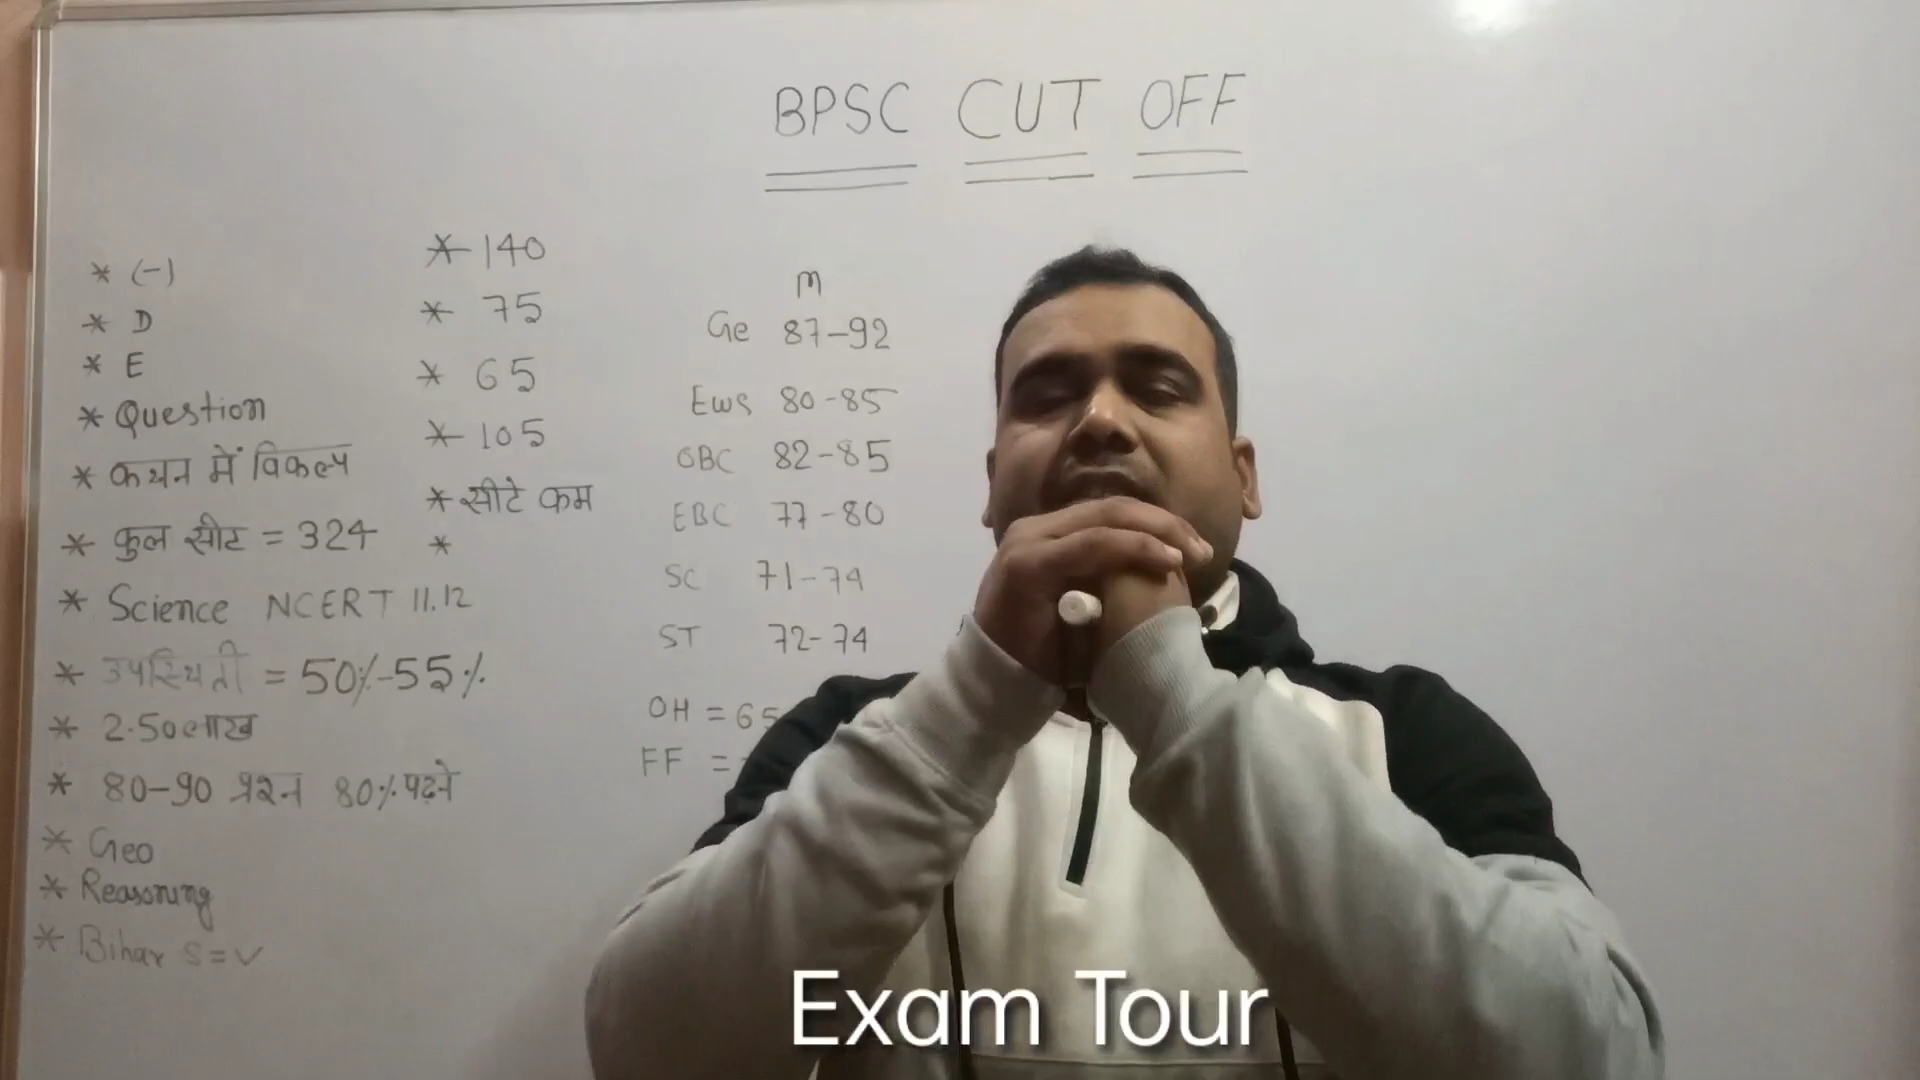 BPSC CUT OFF
* (-)
* D
* E
* Question
* कथन में विकल्प
* कुल सीट = 324
* Science NCERT 11.12
* उपस्थिती = 50%-55%
* 2.50 लाख
* 80-90 प्रश्न 80% पढ़ने
* Geo
* Reasoning
* Bihar S = ✓
* 140
* 75
* 65
* 105
* सीटे कम
*
M
Ge 87-92
Ews 80-85
OBC 82-85
EBC 77-80
SC 71-74
ST 72-74
OH = 65
FF =
Exam Tour